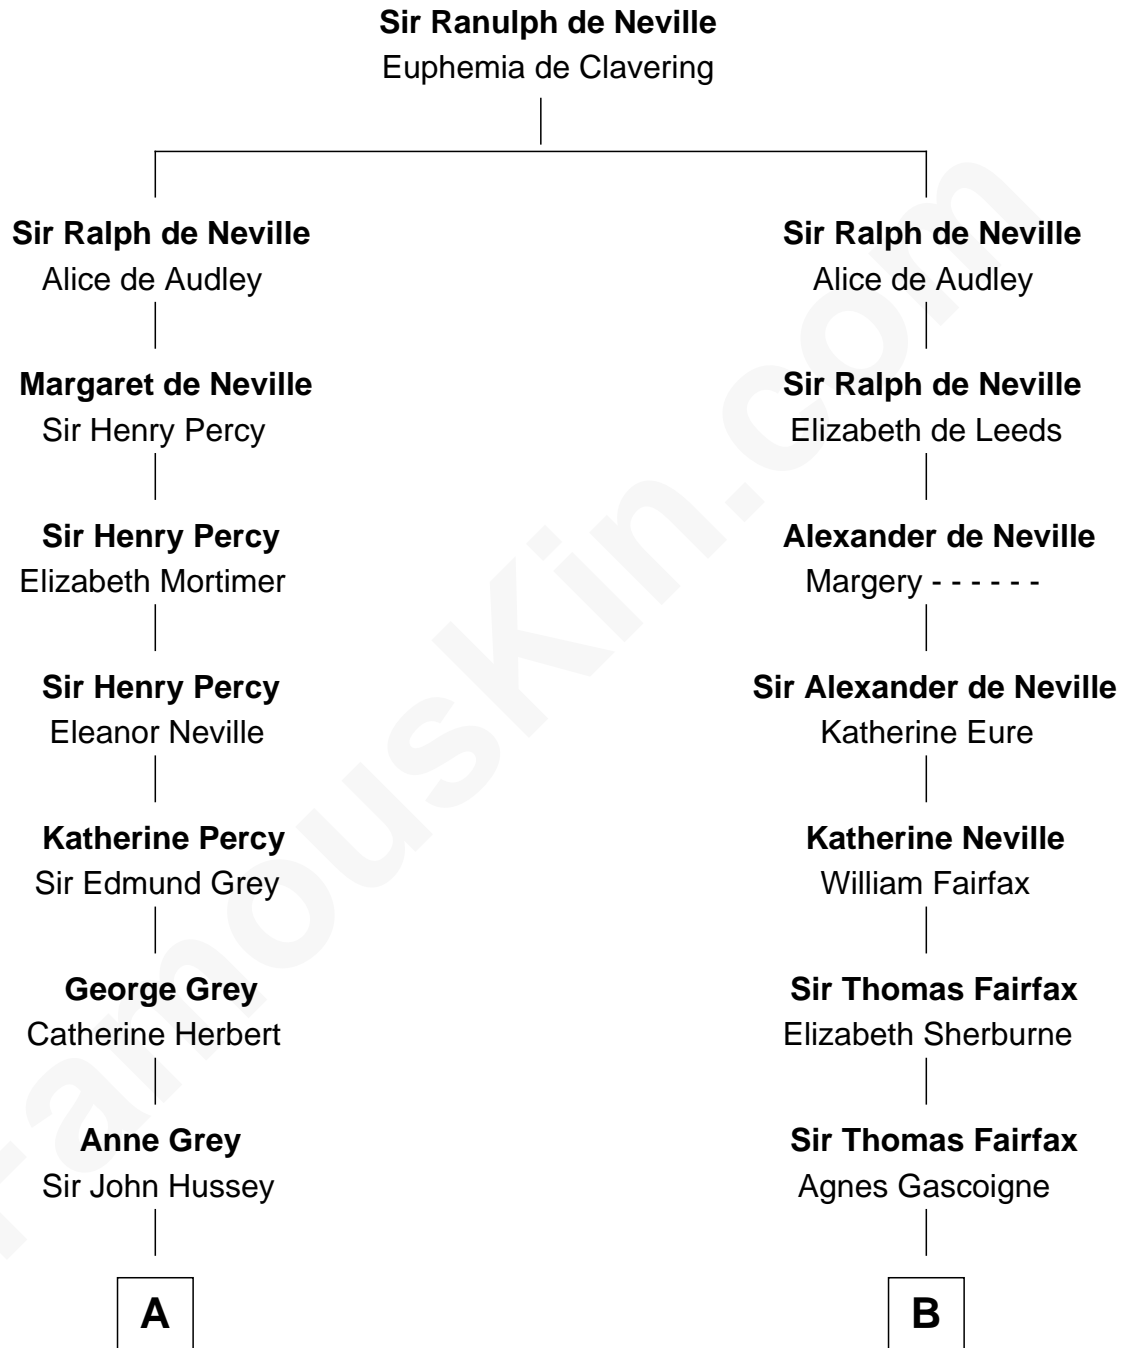 Sir Ranulph de Neville
Euphemia de Clavering
Sir Ralph de Neville
Alice de Audley
Sir Ralph de Neville
Alice de Audley
Margaret de Neville
Sir Henry Percy
Sir Ralph de Neville
Elizabeth de Leeds
Sir Henry Percy
Elizabeth Mortimer
Alexander de Neville
Margery - - - - - -
Sir Henry Percy
Eleanor Neville
Sir Alexander de Neville
Katherine Eure
Katherine Percy
Sir Edmund Grey
Katherine Neville
William Fairfax
George Grey
Catherine Herbert
Sir Thomas Fairfax
Elizabeth Sherburne
Anne Grey
Sir John Hussey
Sir Thomas Fairfax
Agnes Gascoigne
A
B
FamousKin.com